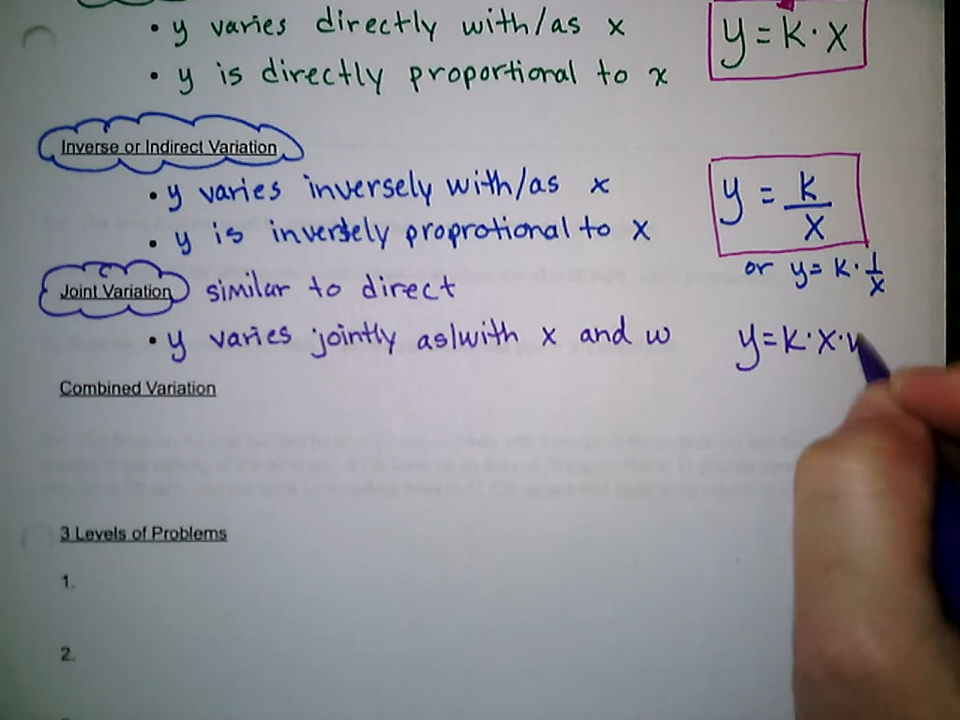 • y varies directly with/as x
y = k · x
• y is directly proportional to x
Inverse or Indirect Variation
• y varies inversely with/as x
y = k/x
• y is inversely proprotional to x
or y = k · 1/x
Joint Variation similar to direct
• y varies jointly as/with x and w
y = k · x ·
Combined Variation
3 Levels of Problems
1.
2.